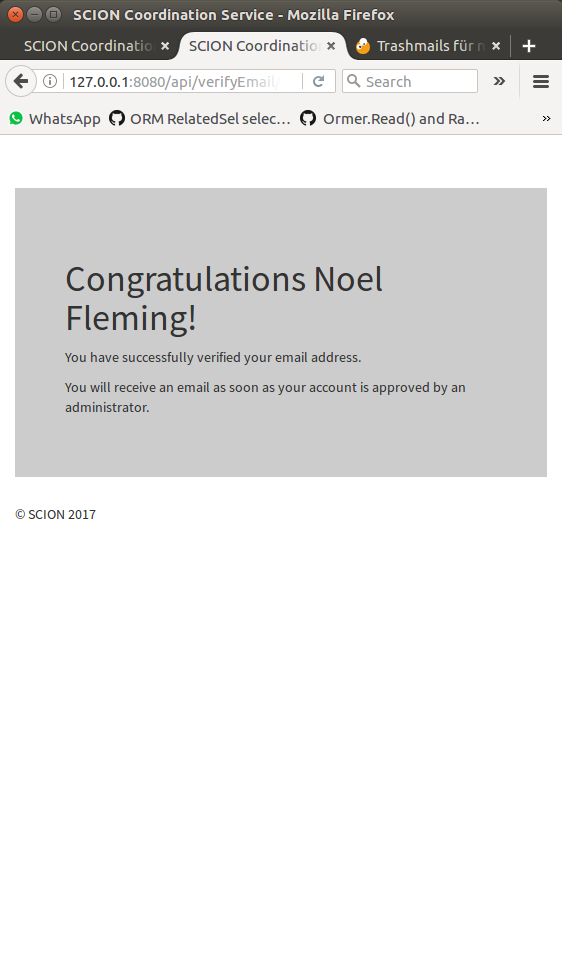 SCION Coordination Service - Mozilla Firefox
SCION Coordinatio
SCION Coordination
Trashmails für n
127.0.0.1:8080/api/verifyEmail/
Search
WhatsApp
ORM RelatedSel selec...
Ormer.Read() and Ra...
Congratulations Noel
Fleming!
You have successfully verified your email address.
You will receive an email as soon as your account is approved by an
administrator.
© SCION 2017